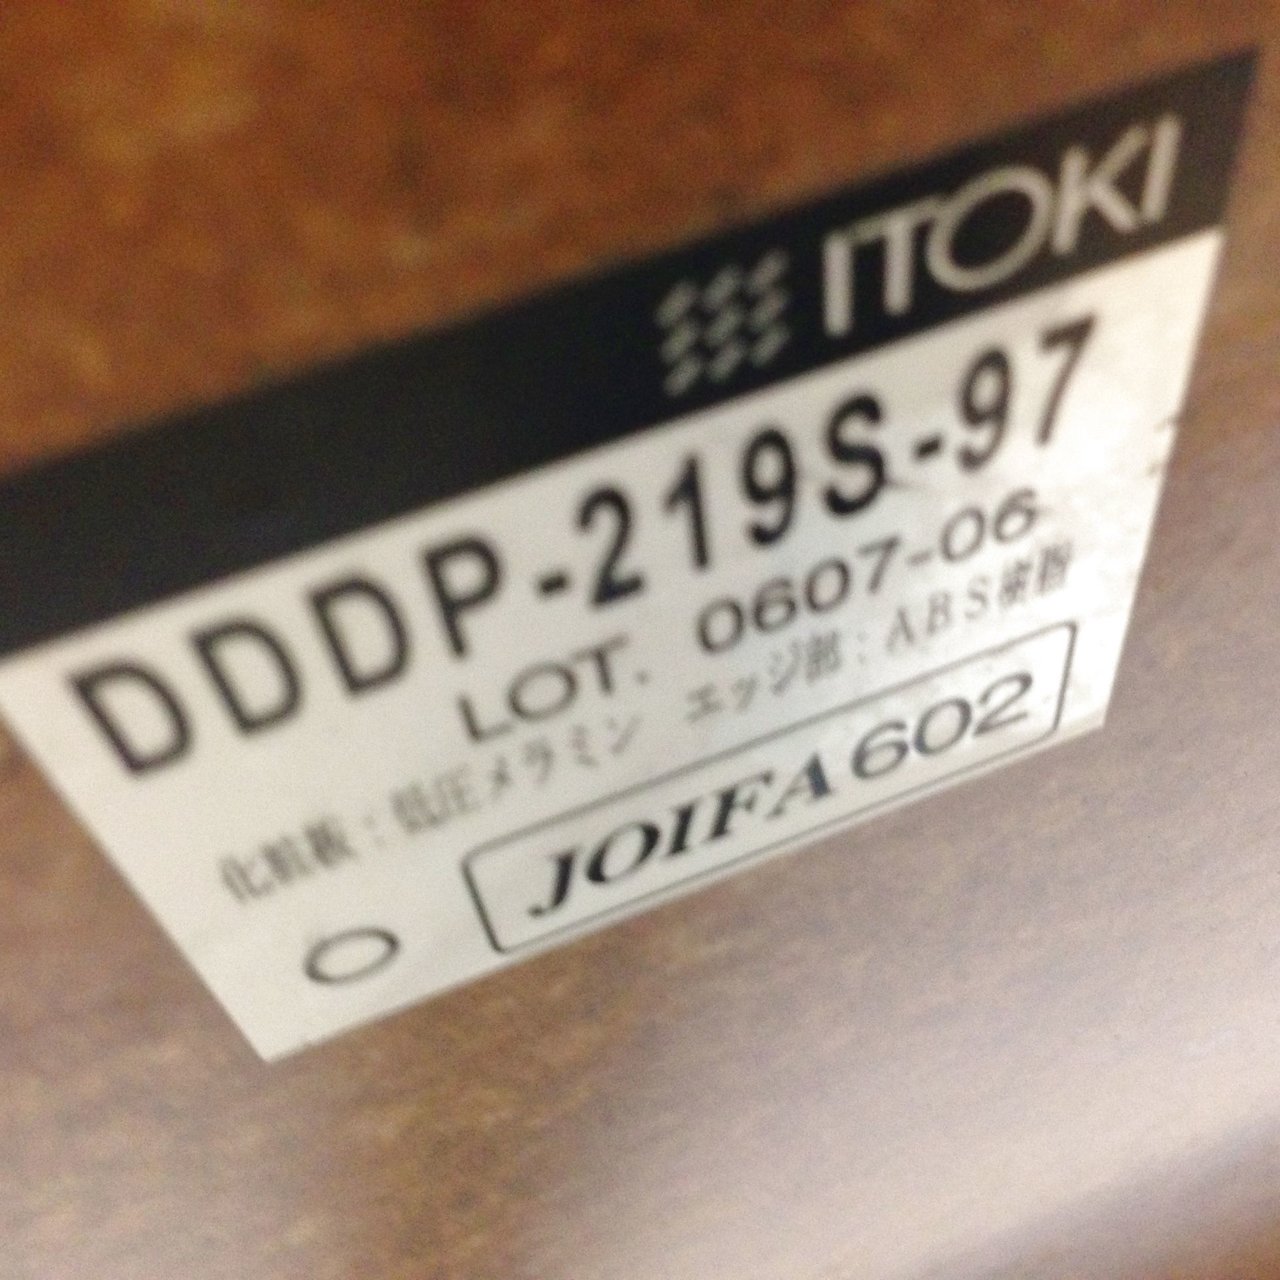 ITOKI
DDDP-219S-97
LOT. 0607-06
化粧板：低圧メラミン エッジ部：ABS樹脂
JOIFA 602